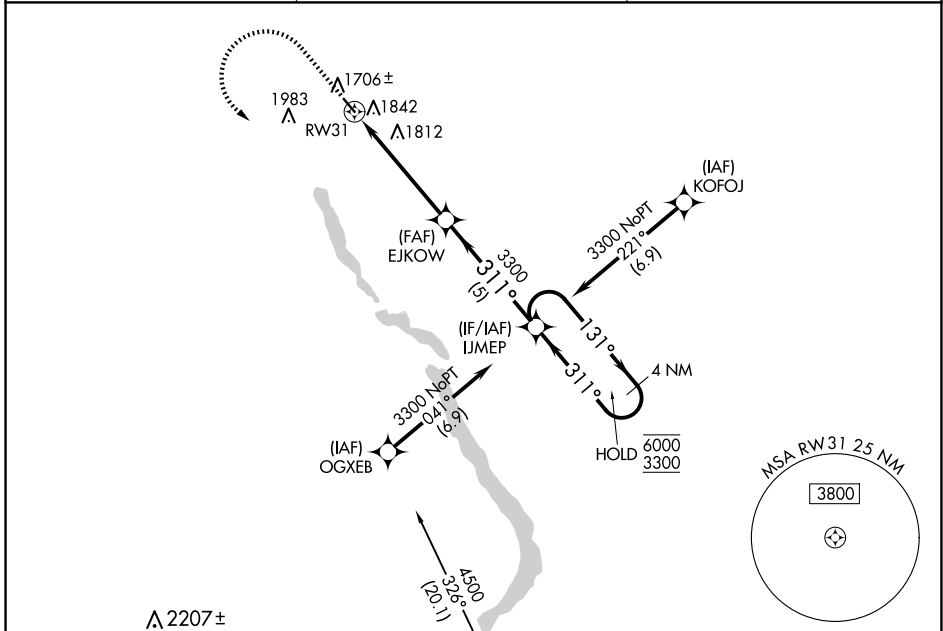 1706±
1983
1842
RW31
1812
(IAF)
KOFOJ
3300 NoPT
221°
(6.9)
(FAF)
EJKOW
3300
311°
(5)
(IF/IAF)
IJMEP
131°
311°
4 NM
3300 NoPT
041°
(6.9)
(IAF)
OGXEB
HOLD 6000
3300
MSA RW31 25 NM
3800
4500
326°
(20.1)
2207±